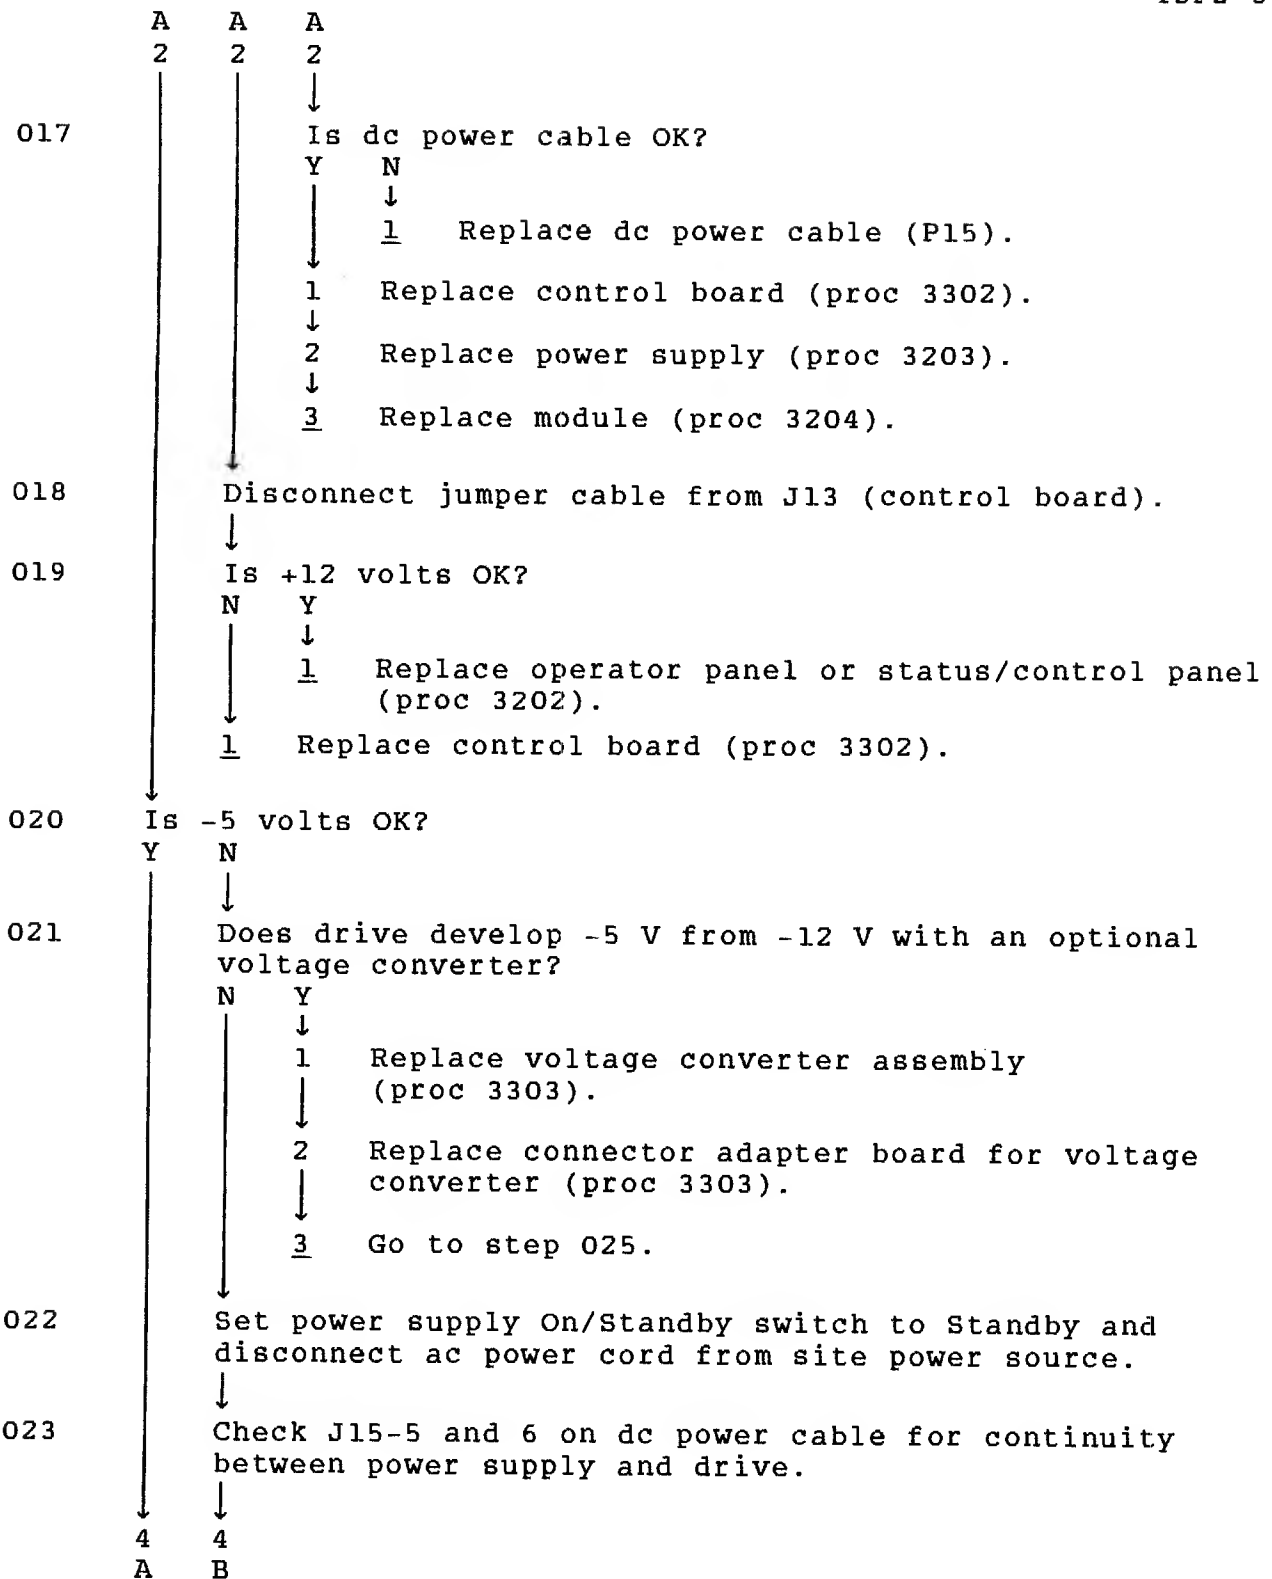 A A A
2 2 2
017 Is dc power cable OK?
Y N
1 Replace dc power cable (P15).
1 Replace control board (proc 3302).
2 Replace power supply (proc 3203).
3 Replace module (proc 3204).
018 Disconnect jumper cable from J13 (control board).
019 Is +12 volts OK?
N Y
1 Replace operator panel or status/control panel
(proc 3202).
1 Replace control board (proc 3302).
020 Is -5 volts OK?
Y N
021 Does drive develop -5 V from -12 V with an optional
voltage converter?
N Y
1 Replace voltage converter assembly
(proc 3303).
2 Replace connector adapter board for voltage
converter (proc 3303).
3 Go to step 025.
022 Set power supply On/Standby switch to Standby and
disconnect ac power cord from site power source.
023 Check J15-5 and 6 on dc power cable for continuity
between power supply and drive.
4 4
A B